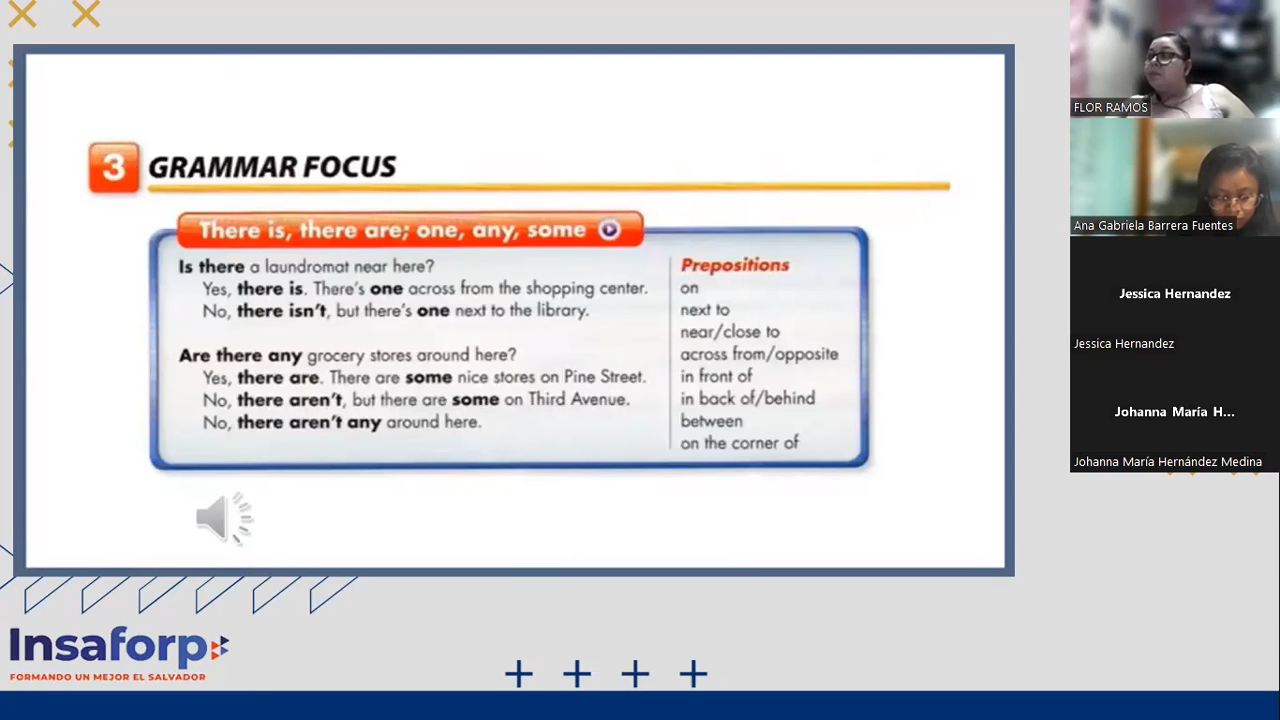 3 GRAMMAR FOCUS
There is, there are; one, any, some
Is there a laundromat near here?
Yes, there is. There's one across from the shopping center.
No, there isn't, but there's one next to the library.
Are there any grocery stores around here?
Yes, there are. There are some nice stores on Pine Street.
No, there aren't, but there are some on Third Avenue.
No, there aren't any around here.
Prepositions
on
next to
near/close to
across from/opposite
in front of
in back of/behind
between
on the corner of
Insaforp
FORMANDO UN MEJOR EL SALVADOR
FLOR RAMOS
Ana Gabriela Barrera Fuentes
Jessica Hernandez
Jessica Hernandez
Johanna María H...
Johanna María Hernández Medina